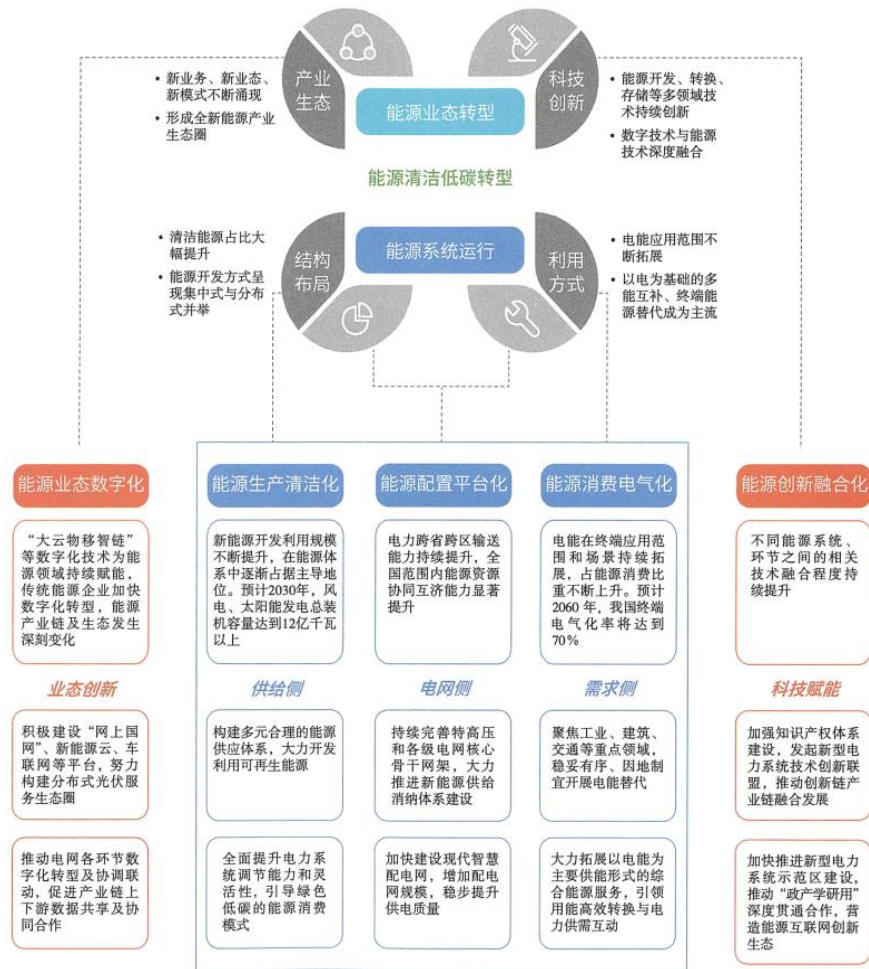 产业
生态
• 新业务、新业态、
新模式不断涌现
• 形成全新能源产业
生态圈
能源业态转型
科技
创新
• 能源开发、转换、
存储等多领域技
术持续创新
• 数字技术与能源
技术深度融合
能源清洁低碳转型
• 清洁能源占比大
幅提升
• 能源开发方式呈
现集中式与分布
式并举
结构
布局
能源系统运行
利用
方式
• 电能应用范围不
断拓展
• 以电为基础的多
能互补、终端能
源替代成为主流
能源业态数字化
“大云物移智链”
等数字化技术为能
源领域持续赋能，
传统能源企业加快
数字化转型，能源
产业链及生态发生
深刻变化
业态创新
积极建设“网上国
网”、新能源云、车
联网等平台，努力
构建分布式光伏服
务生态圈
推动电网各环节数
字化转型及协调联
动，促进产业链上
下游数据共享及协
同合作
能源生产清洁化
新能源开发利用规模
不断提升，在能源体
系中逐渐占据主导地
位。预计2030年，风
电、太阳能发电总装
机容量达到12亿千瓦
以上
供给侧
构建多元合理的能源
供应体系，大力开发
利用可再生能源
全面提升电力系统
调节能力和灵
活性，引导绿色
低碳的能源消费
模式
能源配置平台化
电力跨省跨区输送
能力持续提升，全
国范围内能源资源
协同互济能力显著
提升
电网侧
持续完善特高压
和各级电网核心
骨干网架，大力
推进新能源供给
消纳体系建设
加快建设现代智慧
配电网，增加配电
网规模，稳步提升
供电质量
能源消费电气化
电能在终端应用范
围和场景持续拓
展，占能源消费比
重不断上升。预计
2060 年，我国终端
电气化率将达到
70%
需求侧
聚焦工业、建筑、
交通等重点领域，
稳妥有序、因地制
宜开展电能替代
大力拓展以电能为
主要供能形式的综
合能源服务，引领
用能高效转换与电
力供需互动
能源创新融合化
不同能源系统、
环节之间的相关
技术融合程度持
续提升
科技赋能
加强知识产权体系
建设，发起新型电
力系统技术创新联
盟，推动创新链产
业链融合发展
加快推进新型电力
系统示范区建设，
推动“政产学研用”
深度贯通合作，营
造能源互联网创新
生态